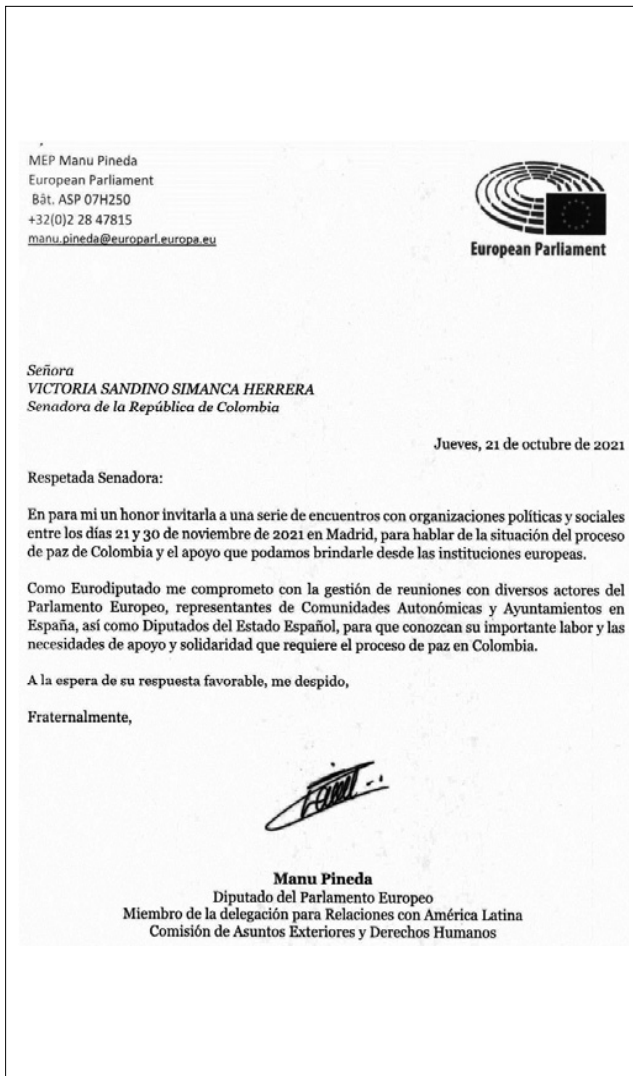 MEP Manu Pineda
European Parliament
Bât. ASP 07H250
+32(0)2 28 47815
manu.pineda@europarl.europa.eu
European Parliament
Señora
VICTORIA SANDINO SIMANCA HERRERA
Senadora de la República de Colombia
Jueves, 21 de octubre de 2021
Respetada Senadora:
En para mi un honor invitarla a una serie de encuentros con organizaciones políticas y sociales
entre los días 21 y 30 de noviembre de 2021 en Madrid, para hablar de la situación del proceso
de paz de Colombia y el apoyo que podamos brindarle desde las instituciones europeas.
Como Eurodiputado me comprometo con la gestión de reuniones con diversos actores del
Parlamento Europeo, representantes de Comunidades Autonómicas y Ayuntamientos en
España, así como Diputados del Estado Español, para que conozcan su importante labor y las
necesidades de apoyo y solidaridad que requiere el proceso de paz en Colombia.
A la espera de su respuesta favorable, me despido,
Fraternalmente,
Manu Pineda
Diputado del Parlamento Europeo
Miembro de la delegación para Relaciones con América Latina
Comisión de Asuntos Exteriores y Derechos Humanos